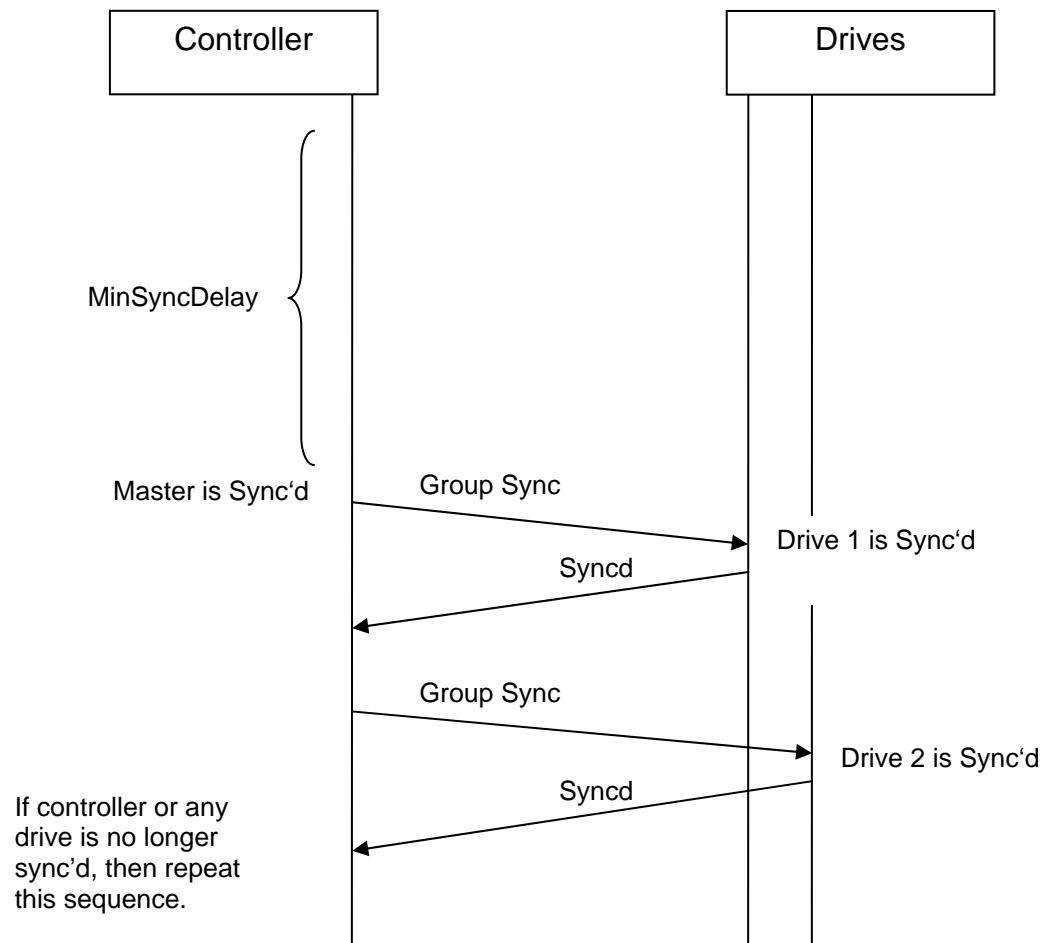 Controller
Drives
MinSyncDelay
Master is Sync‘d
Group Sync
Drive 1 is Sync‘d
Syncd
Group Sync
Drive 2 is Sync‘d
Syncd
If controller or any
drive is no longer
sync’d, then repeat
this sequence.